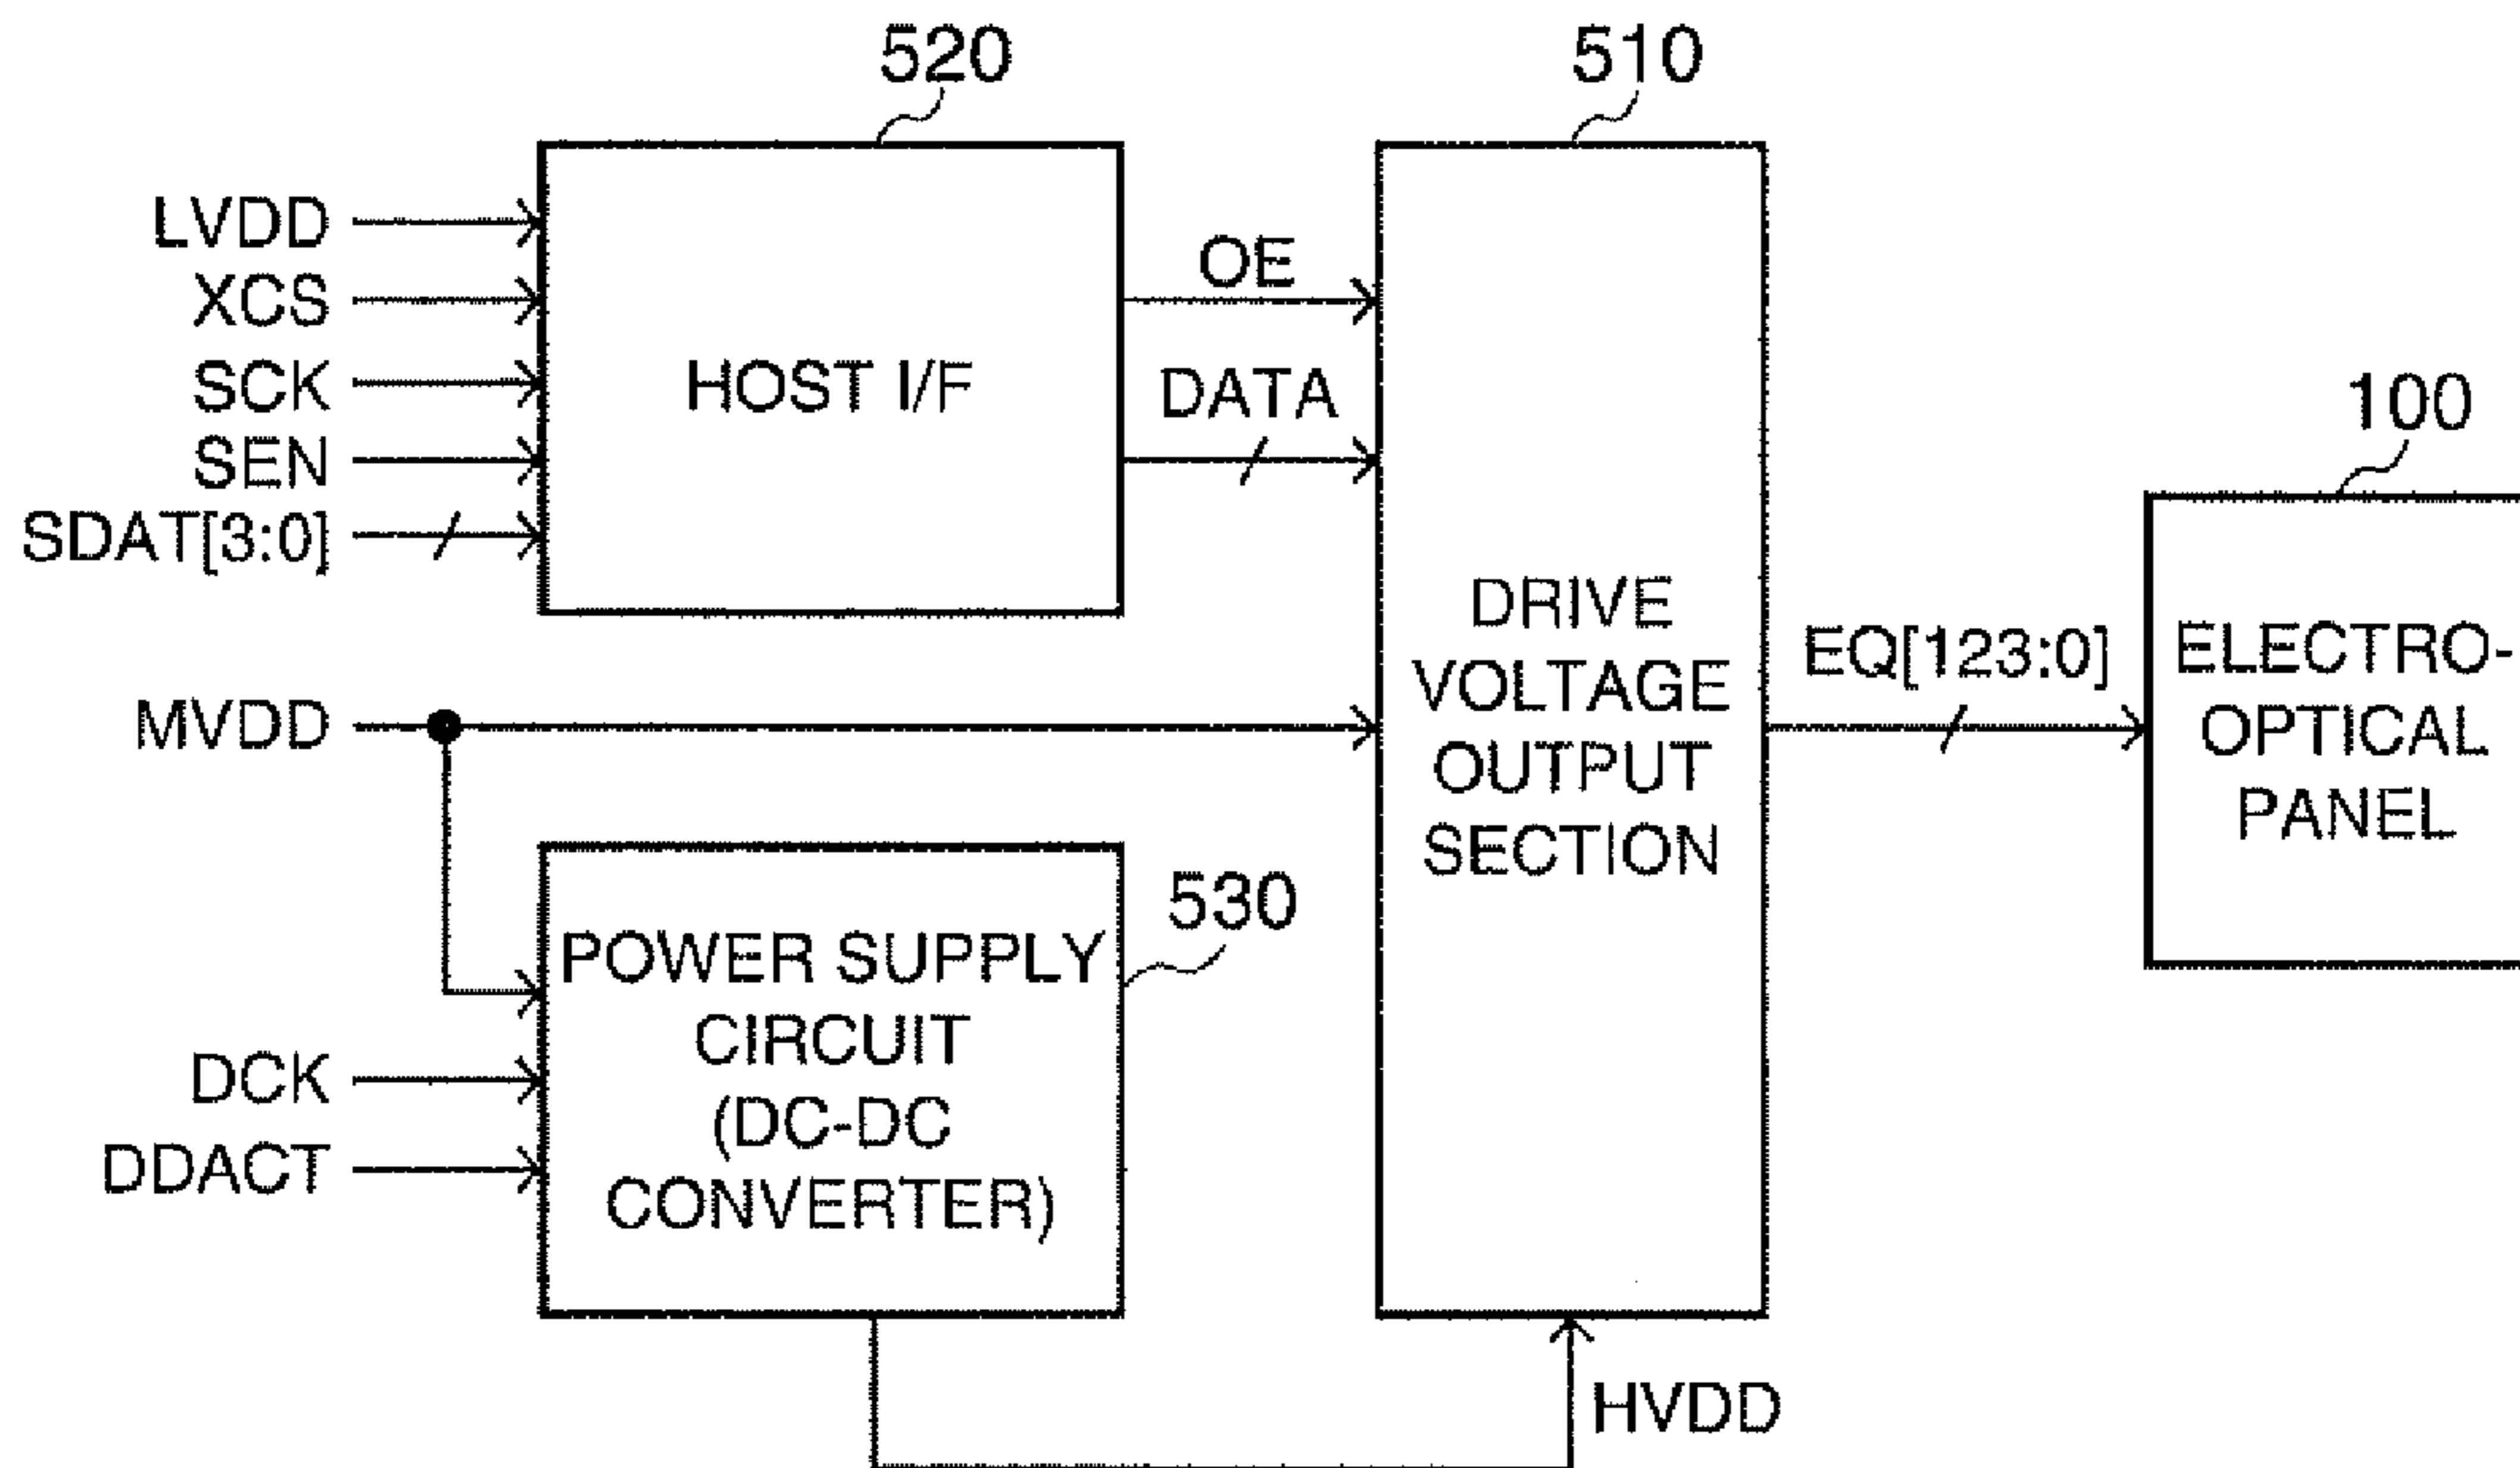 520
510
LVDD
XCS
SCK
SEN
SDAT[3:0]
HOST I/F
OE
DATA
100
MVDD
DRIVE
VOLTAGE
OUTPUT
SECTION
EQ[123:0]
ELECTRO-
OPTICAL
PANEL
530
POWER SUPPLY
CIRCUIT
(DC-DC
CONVERTER)
DCK
DDACT
HVDD